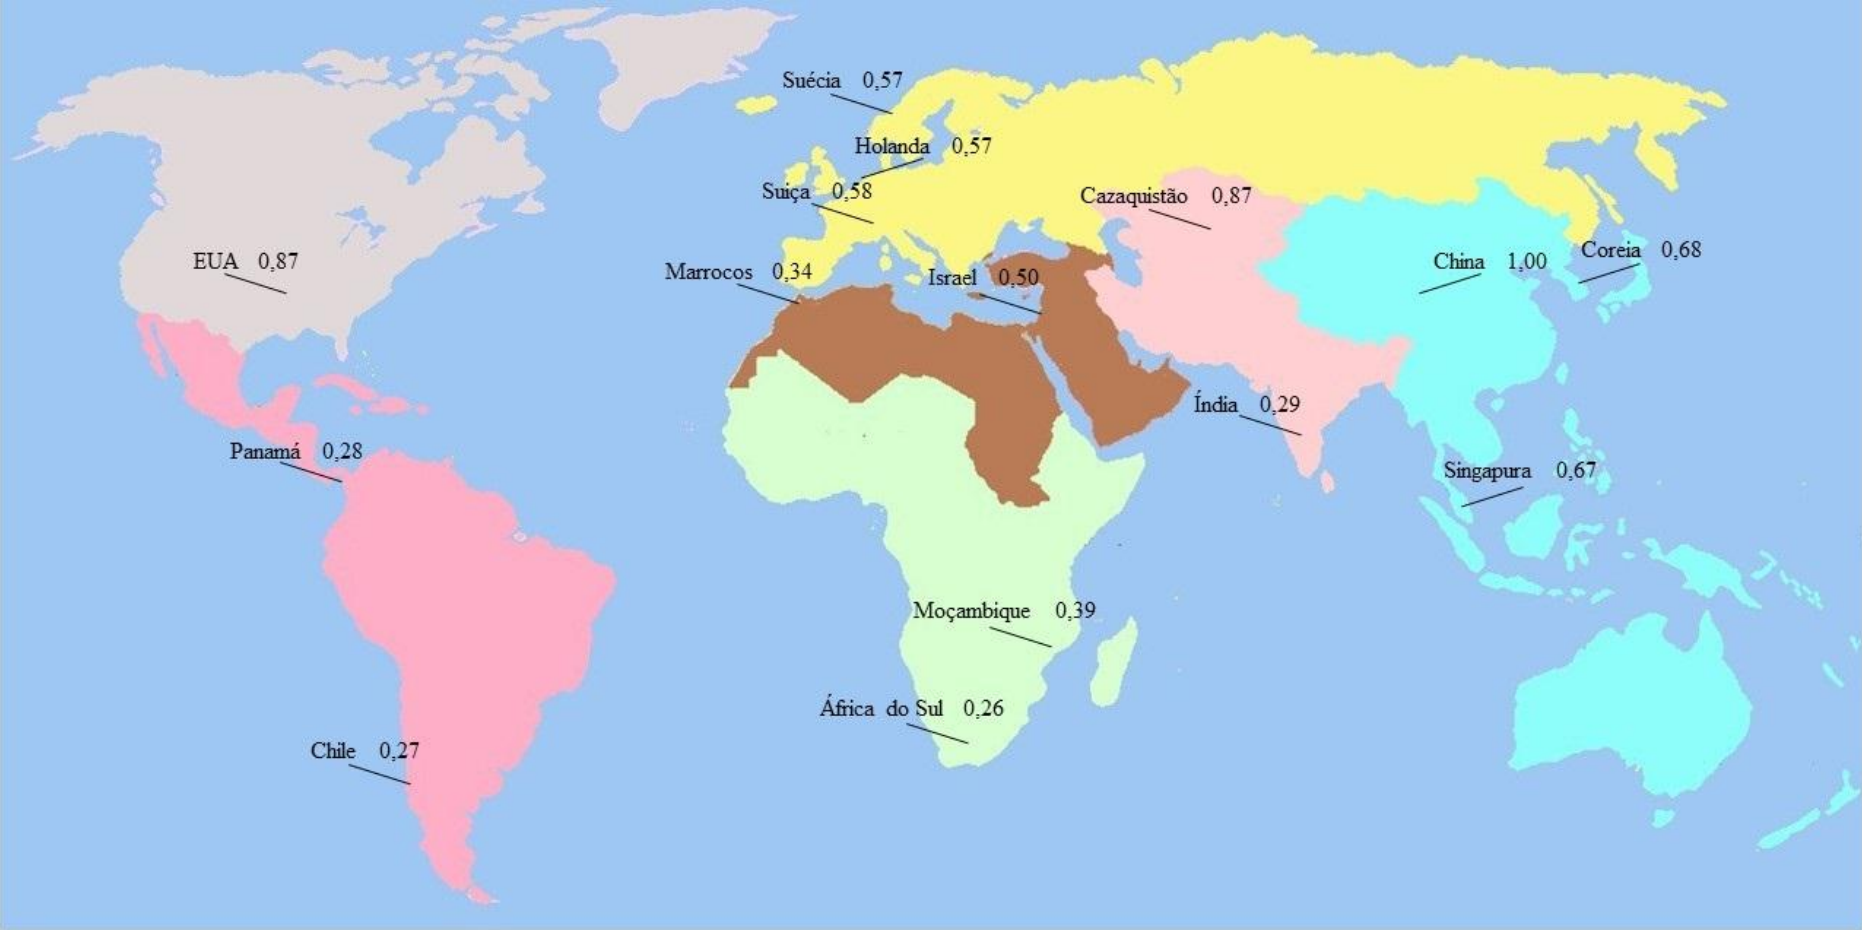 Suécia 0,57
Holanda 0,57
Suiça 0,58
Cazaquistão 0,87
EUA 0,87
Marrocos 0,34
Israel 0,50
China 1,00
Coreia 0,68
Índia 0,29
Panamá 0,28
Singapura 0,67
Moçambique 0,39
África do Sul 0,26
Chile 0,27